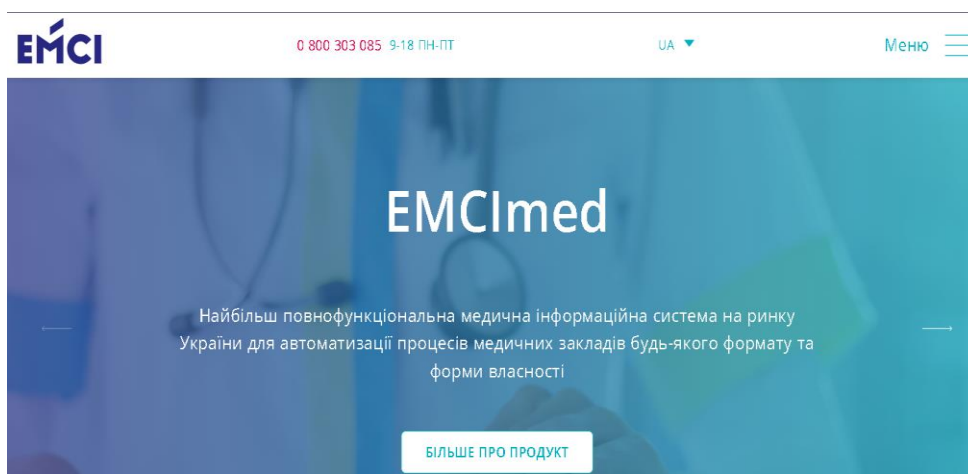 EMCI
0 800 303 085 9-18 ПН-ПТ
UA
Меню
EMCImed
Найбільш повнофункціональна медична інформаційна система на ринку
України для автоматизації процесів медичних закладів будь-якого формату та
форми власності
БІЛЬШЕ ПРО ПРОДУКТ